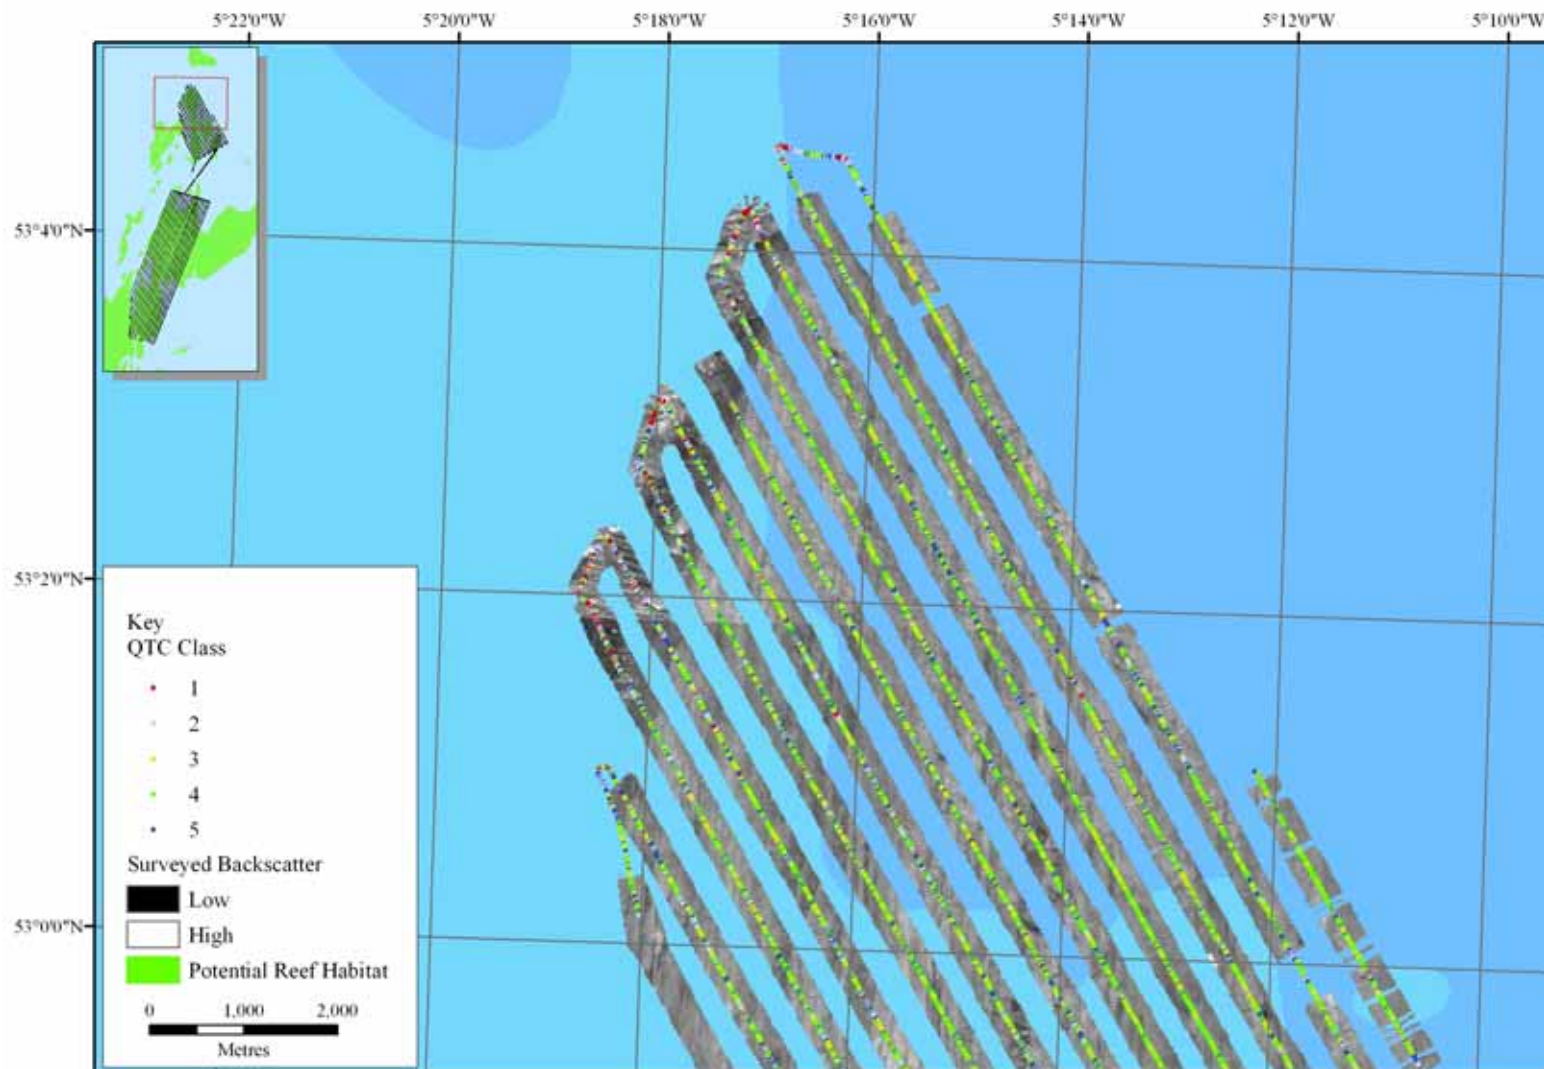 5°22'0"W 5°20'0"W 5°18'0"W 5°16'0"W 5°14'0"W 5°12'0"W 5°10'0"W
53°4'0"N
53°2'0"N
53°0'0"N
Key
QTC Class
1
2
3
4
5
Surveyed Backscatter
Low
High
Potential Reef Habitat
0 1,000 2,000
Metres